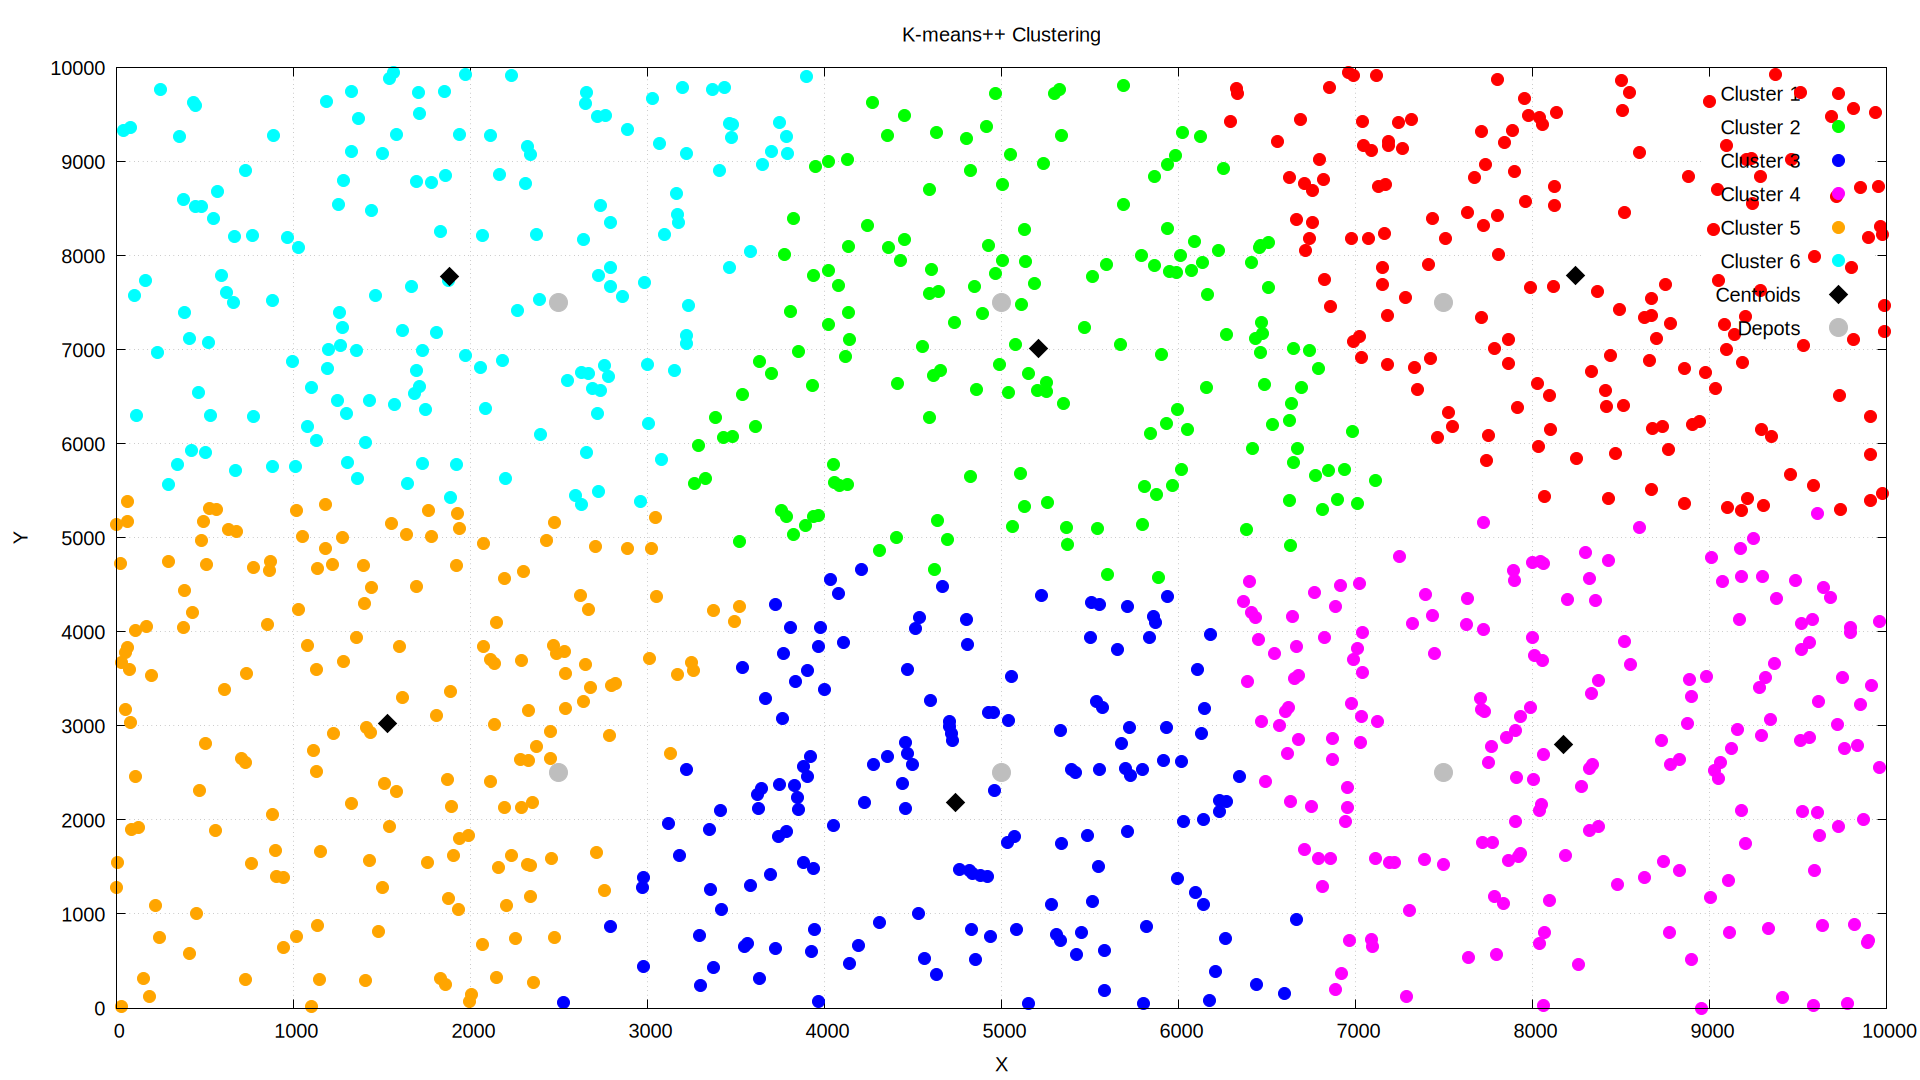 K-means++ Clustering
10000
9000
8000
7000
6000
5000
4000
3000
2000
1000
0
Y
Cluster 1
Cluster 2
Cluster 3
Cluster 4
Cluster 5
Cluster 6
Centroids
Depots
0 1000 2000 3000 4000 5000 6000 7000 8000 9000 10000
X